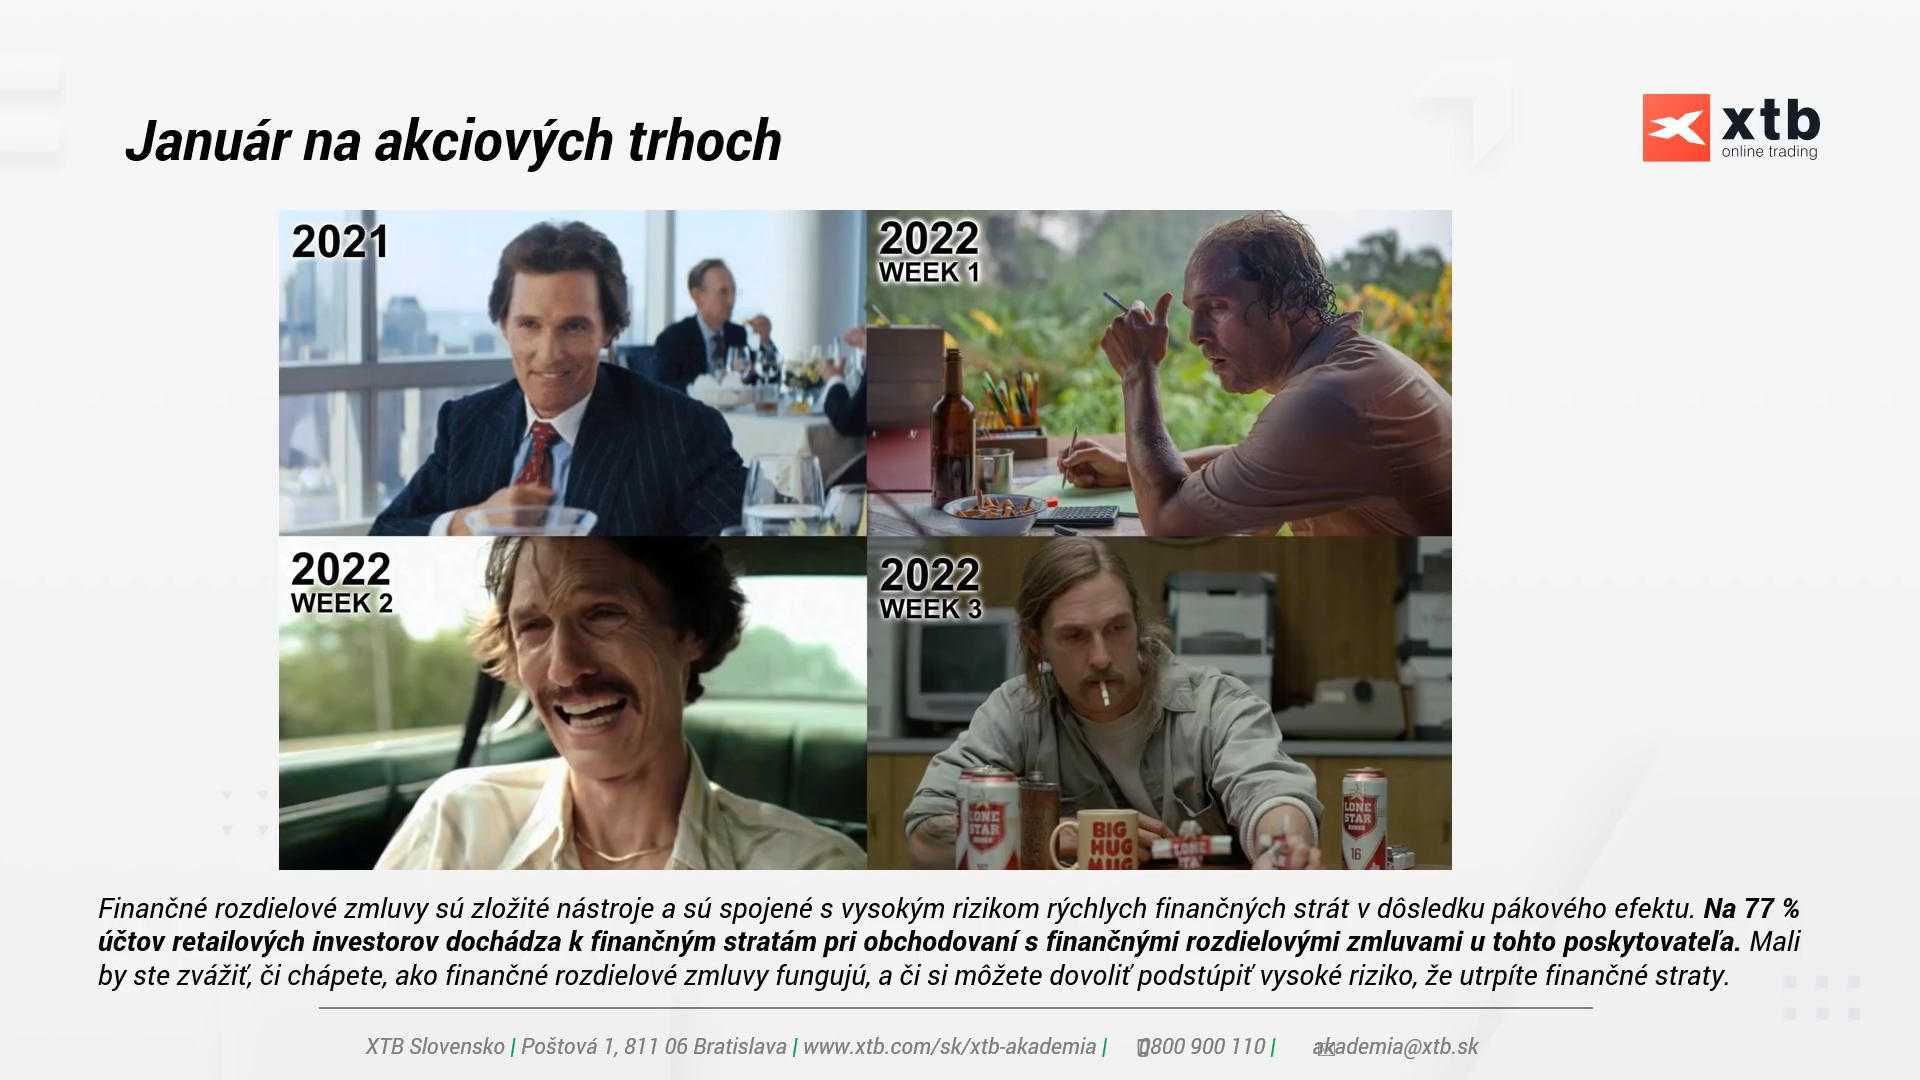 Január na akciových trhoch
xtb
online trading
2021
2022
WEEK 1
2022
WEEK 2
2022
WEEK 3
LONE
STAR
16
BIG
HUG
MUG
LONE
STAR
16
Finančné rozdielové zmluvy sú zložité nástroje a sú spojené s vysokým rizikom rýchlych finančných strát v dôsledku pákového efektu. Na 77 %
účtov retailových investorov dochádza k finančným stratám pri obchodovaní s finančnými rozdielovými zmluvami u tohto poskytovateľa. Mali
by ste zvážiť, či chápete, ako finančné rozdielové zmluvy fungujú, a či si môžete dovoliť podstúpiť vysoké riziko, že utrpíte finančné straty.
XTB Slovensko | Poštová 1, 811 06 Bratislava | www.xtb.com/sk/xtb-akademia | 0800 900 110 | akademia@xtb.sk